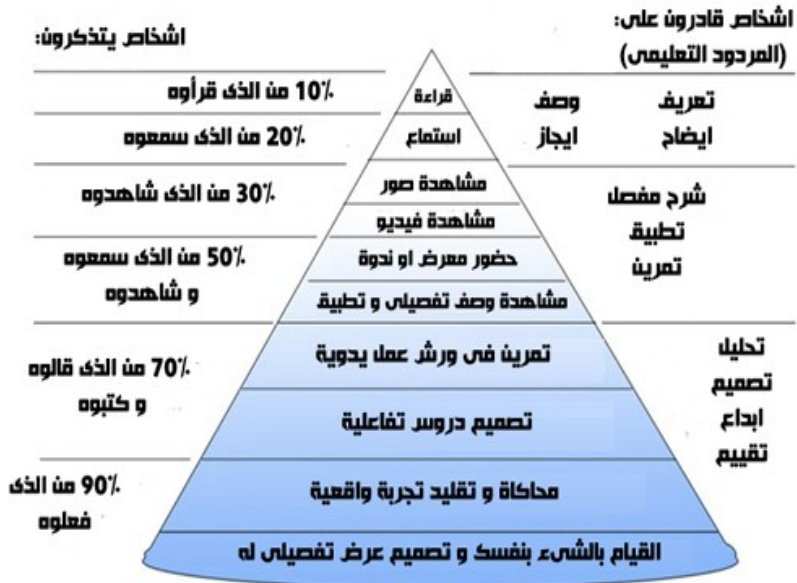 اشخاص قادرون على:
(المردود التعليمى)
تعريف وصف
ايضاح ايجاز
شرح مفصل
تطبيق
تمرين
تحليل
تصميم
ابداع
تقييم
قراءة
استماع
مشاهدة صور
مشاهدة فيديو
حضور معرض او ندوة
مشاهدة وصف تفصيلى و تطبيق
تمرين فى ورش عمل يدوية
تصميم دروس تفاعلية
محاكاة و تقليد تجربة واقعية
القيام بالشىء بنفسك و تصميم عرض تفصيلى له
اشخاص يتذكرون:
10% من الذى قرأوه
20% من الذى سمعوه
30% من الذى شاهدوه
50% من الذى سمعوه
و شاهدوه
70% من الذى قالوه
و كتبوه
90% من الذى
فعلوه